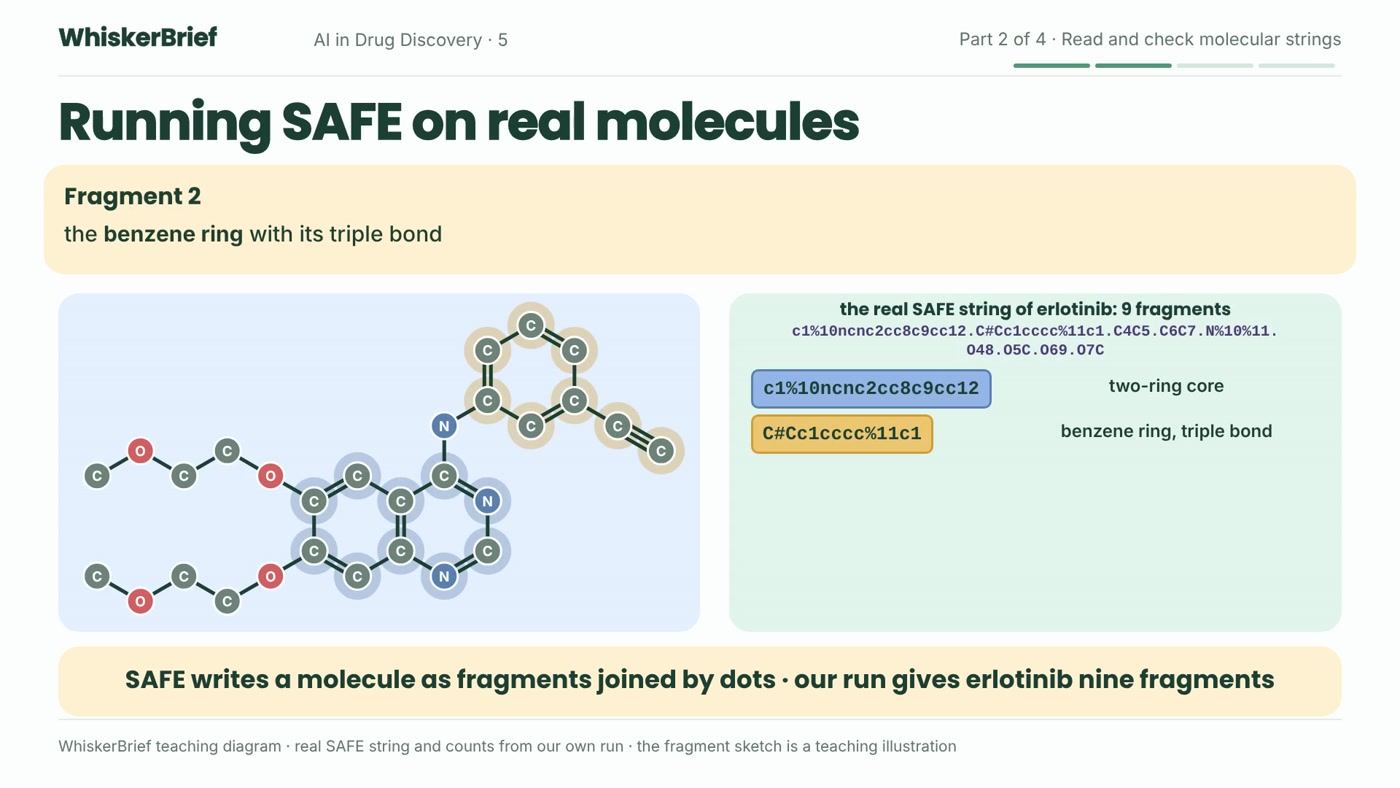 WhiskerBrief
AI in Drug Discovery · 5
Part 2 of 4 · Read and check molecular strings
Running SAFE on real molecules
Fragment 2
the benzene ring with its triple bond
C
C
C
C
C
C
C
C
N
C
O
C
C
O
C
C
C
C
N
C
C
C
C
N
C
O
C
C
O
the real SAFE string of erlotinib: 9 fragments
c1%10ncnc2cc8c9cc12.C#Cc1cccc%11c1.C4C5.C6C7.N%10%11.
O48.O5C.O69.O7C
c1%10ncnc2cc8c9cc12
two-ring core
C#Cc1cccc%11c1
benzene ring, triple bond
SAFE writes a molecule as fragments joined by dots · our run gives erlotinib nine fragments
WhiskerBrief teaching diagram · real SAFE string and counts from our own run · the fragment sketch is a teaching illustration